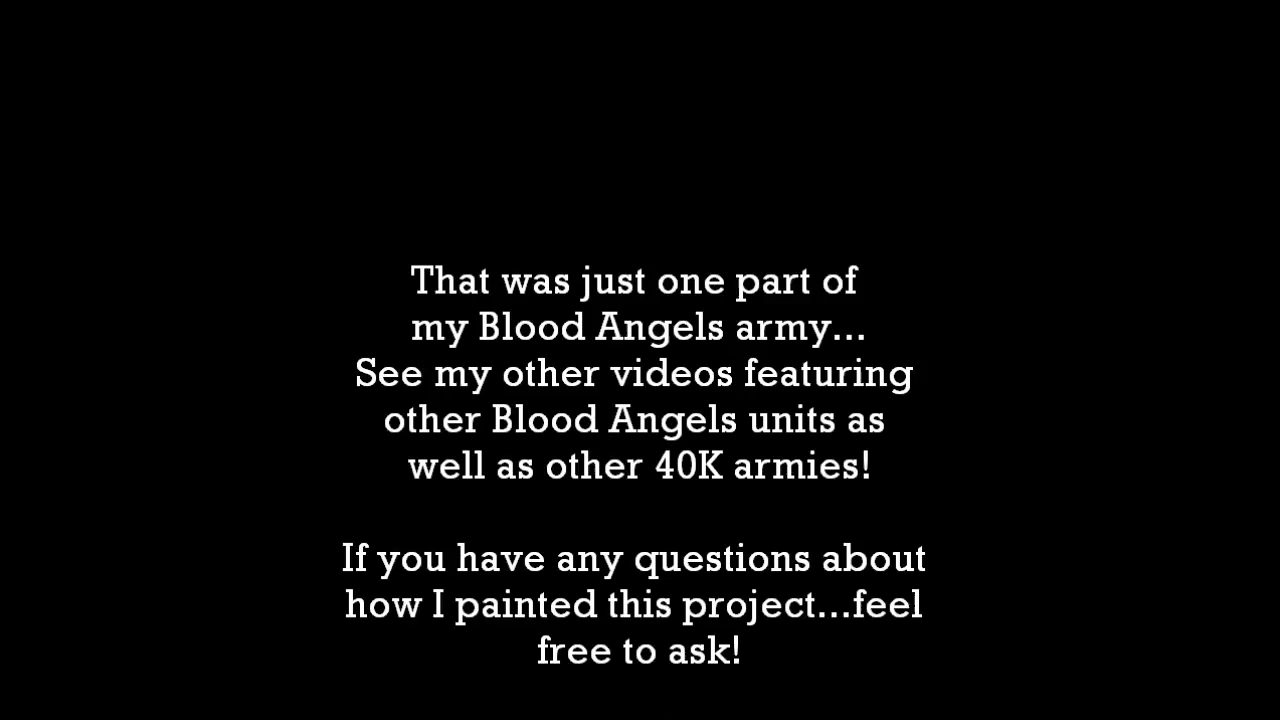 That was just one part of
my Blood Angels army...
See my other videos featuring
other Blood Angels units as
well as other 40K armies!
If you have any questions about
how I painted this project...feel
free to ask!